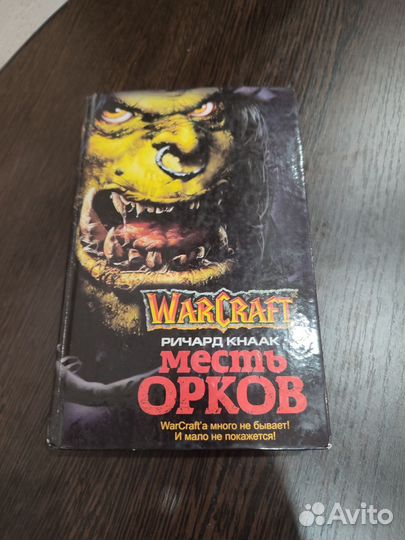 WARCRAFT
РИЧАРД КНААК
месть
ОРКОВ
WarCraft'а много не бывает!
И мало не покажется!
Avito